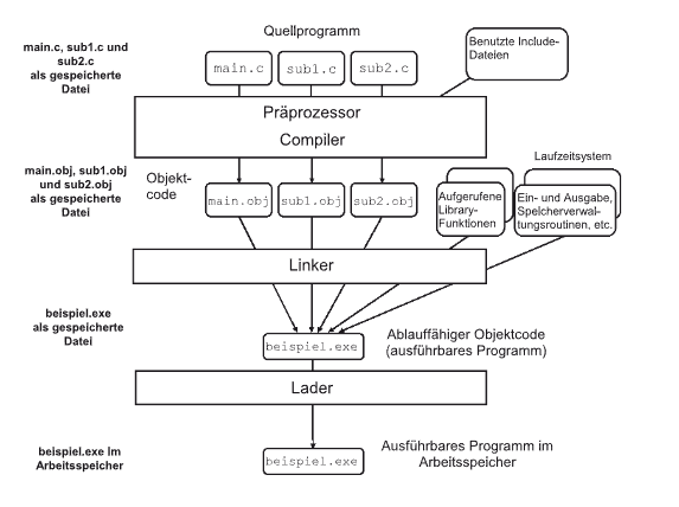 Quellprogramm
main.c, sub1.c und
sub2.c
als gespeicherte
Datei
main.c
sub1.c
sub2.c
Benutzte Include-
Dateien
Präprozessor
Compiler
main.obj, sub1.obj
und sub2.obj
als gespeicherte
Datei
Objekt-
code
main.obj
sub1.obj
sub2.obj
Laufzeitsystem
Aufgerufene
Library-
Funktionen
Ein- und Ausgabe,
Speicherverwal-
tungsroutinen, etc.
Linker
beispiel.exe
als gespeicherte
Datei
beispiel.exe
Ablauffähiger Objektcode
(ausführbares Programm)
Lader
beispiel.exe im
Arbeitsspeicher
beispiel.exe
Ausführbares Programm im
Arbeitsspeicher